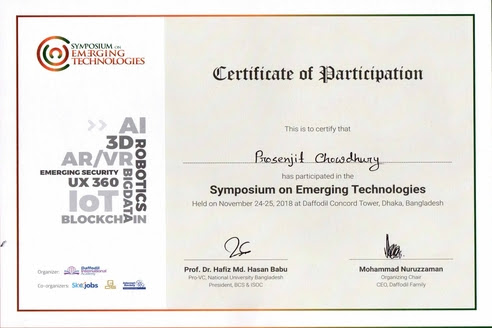 SYMPOSIUM ON
EMERGING
TECHNOLOGIES
Certificate of Participation
This is to certify that
Prosenjit Chowdhury
has participated in the
Symposium on Emerging Technologies
Held on November 24-25, 2018 at Daffodil Concord Tower, Dhaka, Bangladesh
>> AI
3D
AR/VR
EMERGING SECURITY
UX 360
IoT
BLOCKCHAIN
ROBOTICS
BIGDATA
Organizer:
Daffodil
International
Co-organizers:
Skill.jobs
Prof. Dr. Hafiz Md. Hasan Babu
Pro-VC, National University Bangladesh
President, BCS & ISOC
Mohammad Nuruzzaman
Organizing Chair
CEO, Daffodil Family